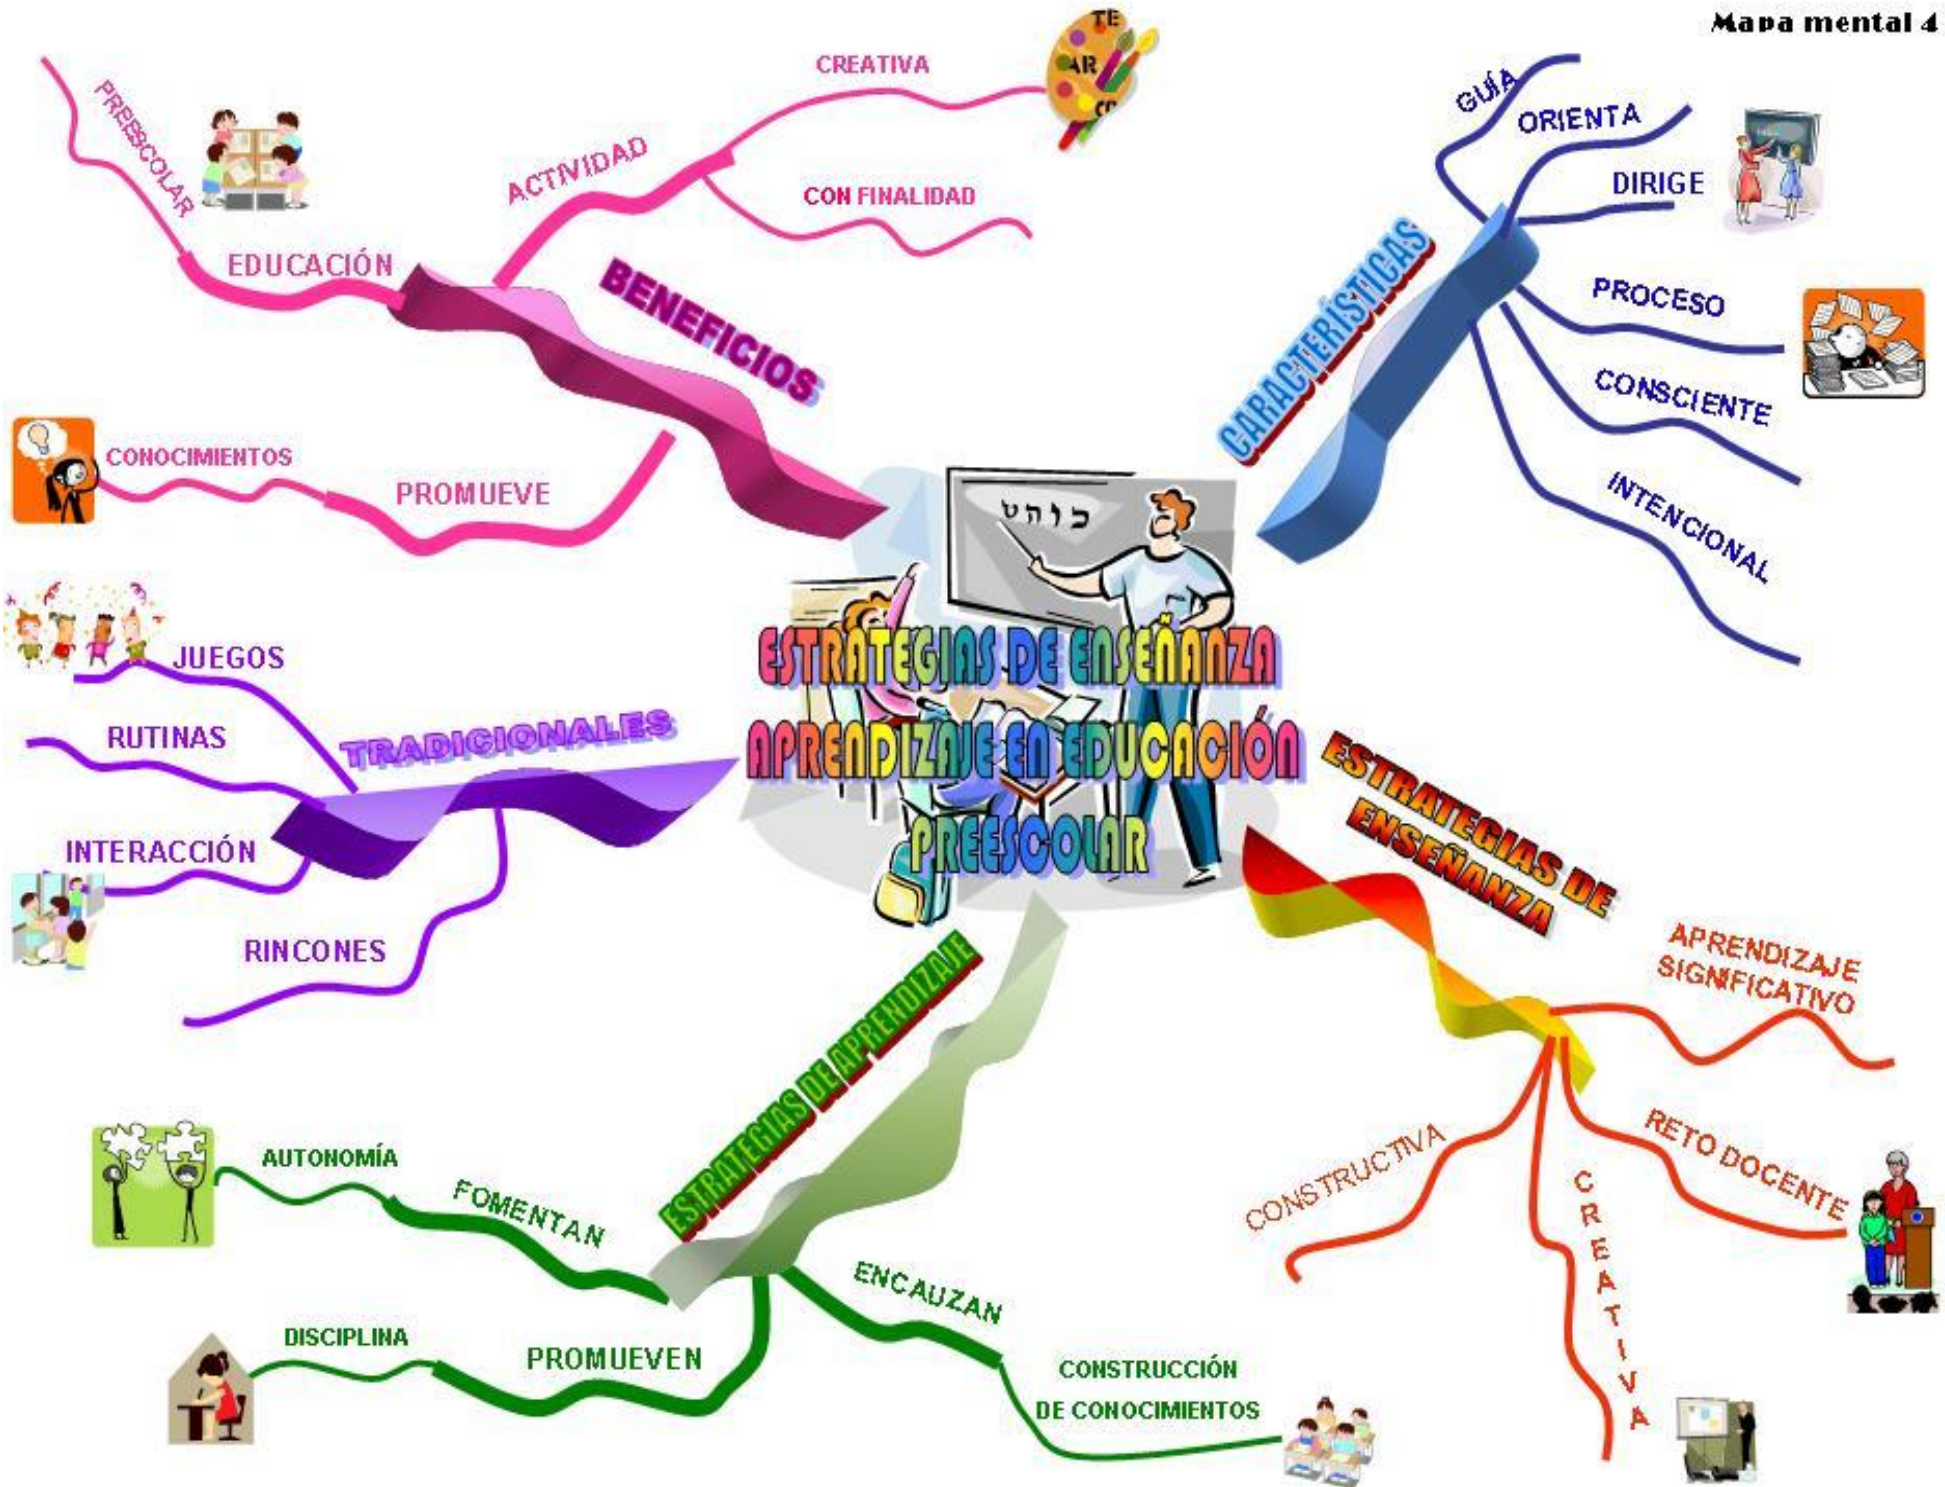 Mapa mental 4
ESTRATEGIAS DE ENSEÑANZA
APRENDIZAJE EN EDUCACIÓN
PREESCOLAR
CARACTERÍSTICAS
GUÍA
ORIENTA
DIRIGE
PROCESO
CONSCIENTE
INTENCIONAL
ESTRATEGIAS DE
ENSEÑANZA
APRENDIZAJE
SIGNIFICATIVO
RETO DOCENTE
CREATIVA
CONSTRUCTIVA
ESTRATEGIAS DE APRENDIZAJE
ENCAUZAN
CONSTRUCCIÓN
DE CONOCIMIENTOS
PROMUEVEN
DISCIPLINA
FOMENTAN
AUTONOMÍA
TRADICIONALES
JUEGOS
RUTINAS
INTERACCIÓN
RINCONES
BENEFICIOS
PROMUEVE
CONOCIMIENTOS
EDUCACIÓN
PREESCOLAR
ACTIVIDAD
CREATIVA
CON FINALIDAD
TE
AR